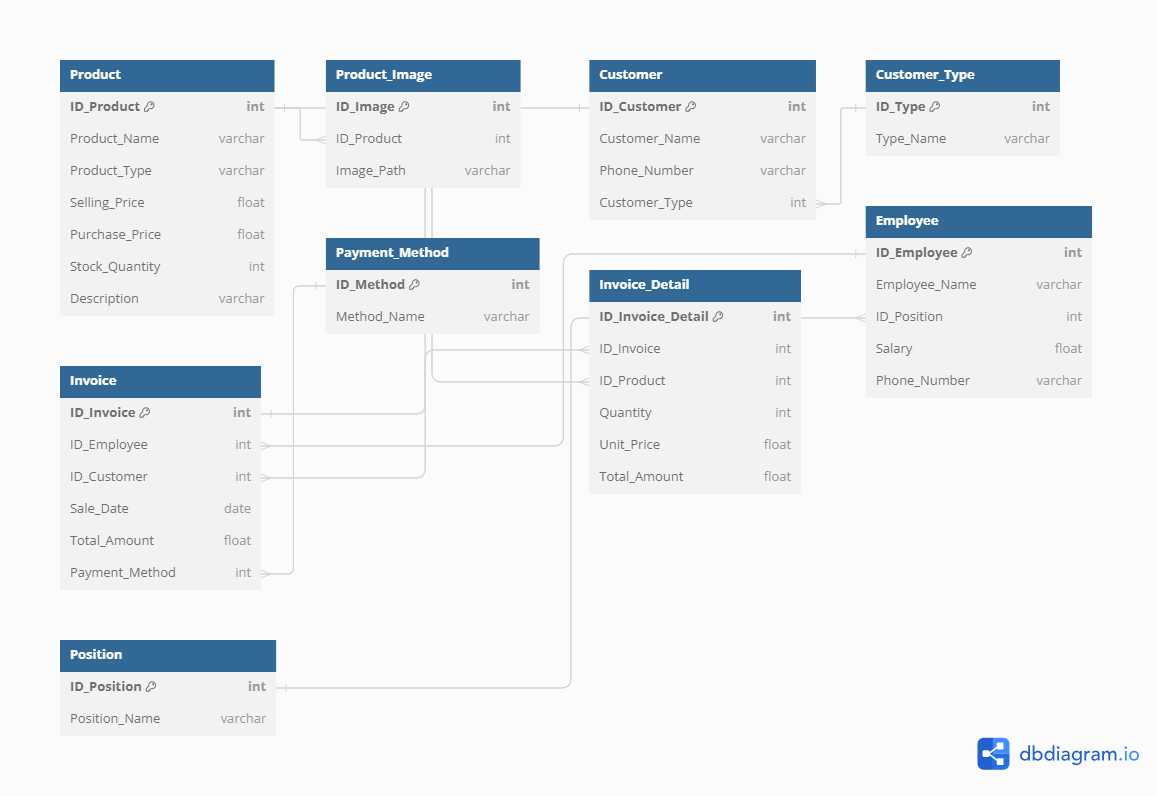 Product
ID_Product int
Product_Name varchar
Product_Type varchar
Selling_Price float
Purchase_Price float
Stock_Quantity int
Description varchar
Product_Image
ID_Image int
ID_Product int
Image_Path varchar
Customer
ID_Customer int
Customer_Name varchar
Phone_Number varchar
Customer_Type int
Customer_Type
ID_Type int
Type_Name varchar
Payment_Method
ID_Method int
Method_Name varchar
Employee
ID_Employee int
Employee_Name varchar
ID_Position int
Salary float
Phone_Number varchar
Invoice_Detail
ID_Invoice_Detail int
ID_Invoice int
ID_Product int
Quantity int
Unit_Price float
Total_Amount float
Invoice
ID_Invoice int
ID_Employee int
ID_Customer int
Sale_Date date
Total_Amount float
Payment_Method int
Position
ID_Position int
Position_Name varchar
dbdiagram.io